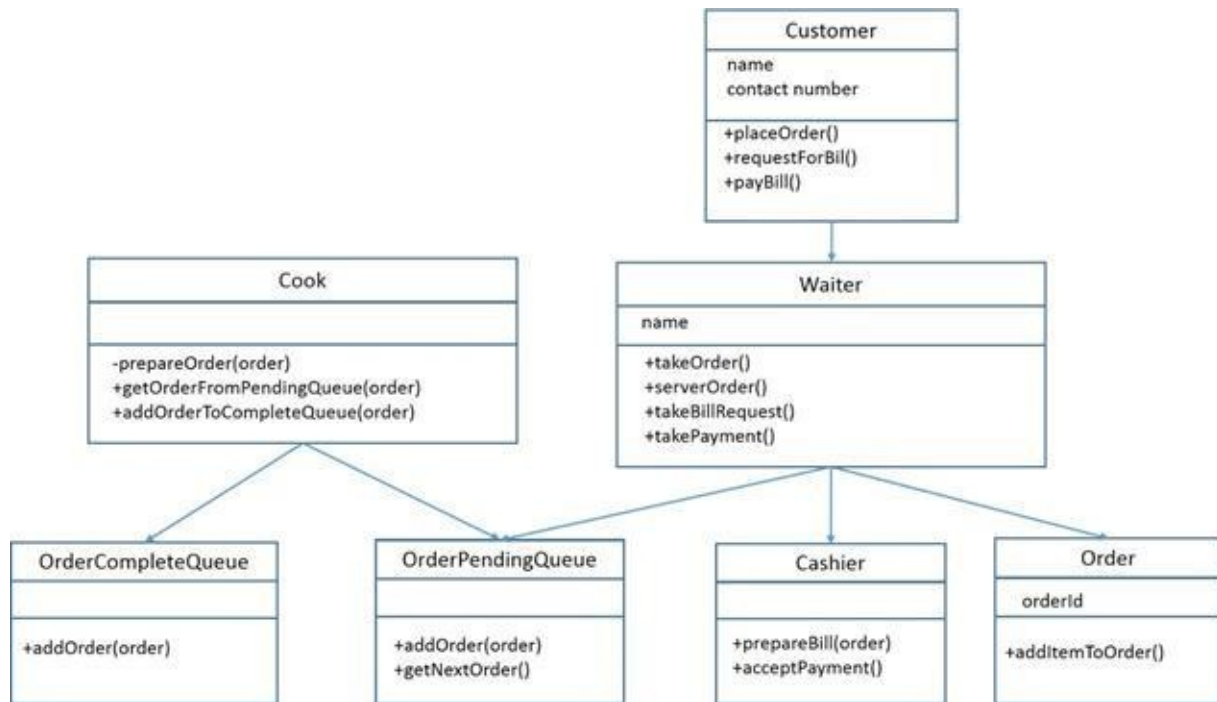 Customer
name
contact number
+placeOrder()
+requestForBil()
+payBill()
Cook
-prepareOrder(order)
+getOrderFromPendingQueue(order)
+addOrderToCompleteQueue(order)
Waiter
name
+takeOrder()
+serverOrder()
+takeBillRequest()
+takePayment()
OrderCompleteQueue
+addOrder(order)
OrderPendingQueue
+addOrder(order)
+getNextOrder()
Cashier
+prepareBill(order)
+acceptPayment()
Order
orderId
+addItemToOrder()